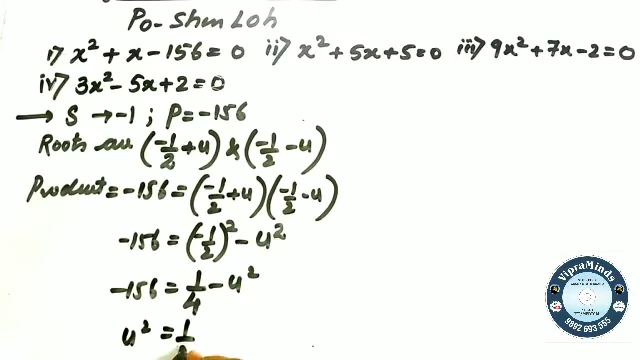 Po-Shen Loh
i) x² + x - 156 = 0 ii) x² + 5x + 5 = 0 iii) 9x² + 7x - 2 = 0
iv) 3x² - 5x + 2 = 0
→ S → -1 ; P = -156
Roots are (-1/2 + u) & (-1/2 - u)
Product = -156 = (-1/2 + u)(-1/2 - u)
-156 = (-1/2)² - u²
-156 = 1/4 - u²
u² = 1/
VipraMinds
9892 693 595